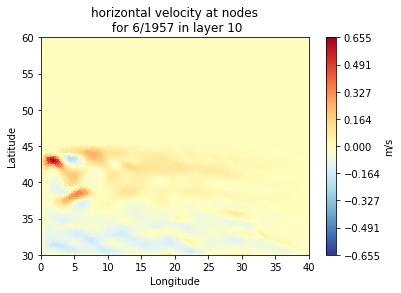 horizontal velocity at nodes
for 6/1957 in layer 10
60
55
50
45
40
35
30
Latitude
0 5 10 15 20 25 30 35 40
Longitude
0.655
0.491
0.327
0.164
0.000
−0.164
−0.327
−0.491
−0.655
m/s